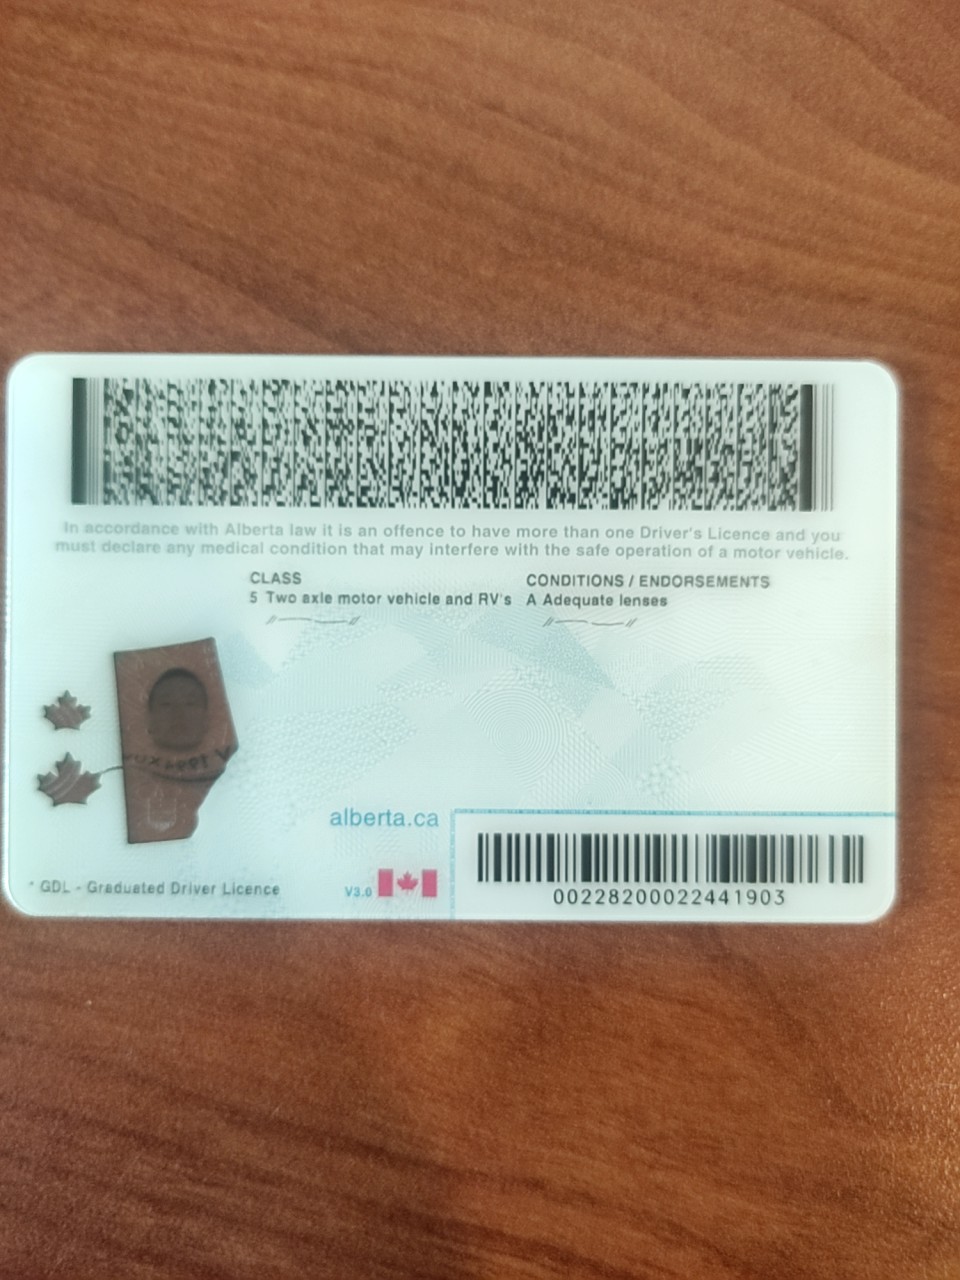 In accordance with Alberta law it is an offence to have more than one Driver's Licence and you
must declare any medical condition that may interfere with the safe operation of a motor vehicle.
CLASS
5 Two axle motor vehicle and RV's
CONDITIONS / ENDORSEMENTS
A Adequate lenses
alberta.ca
* GDL - Graduated Driver Licence
V3.0
00228200022441903